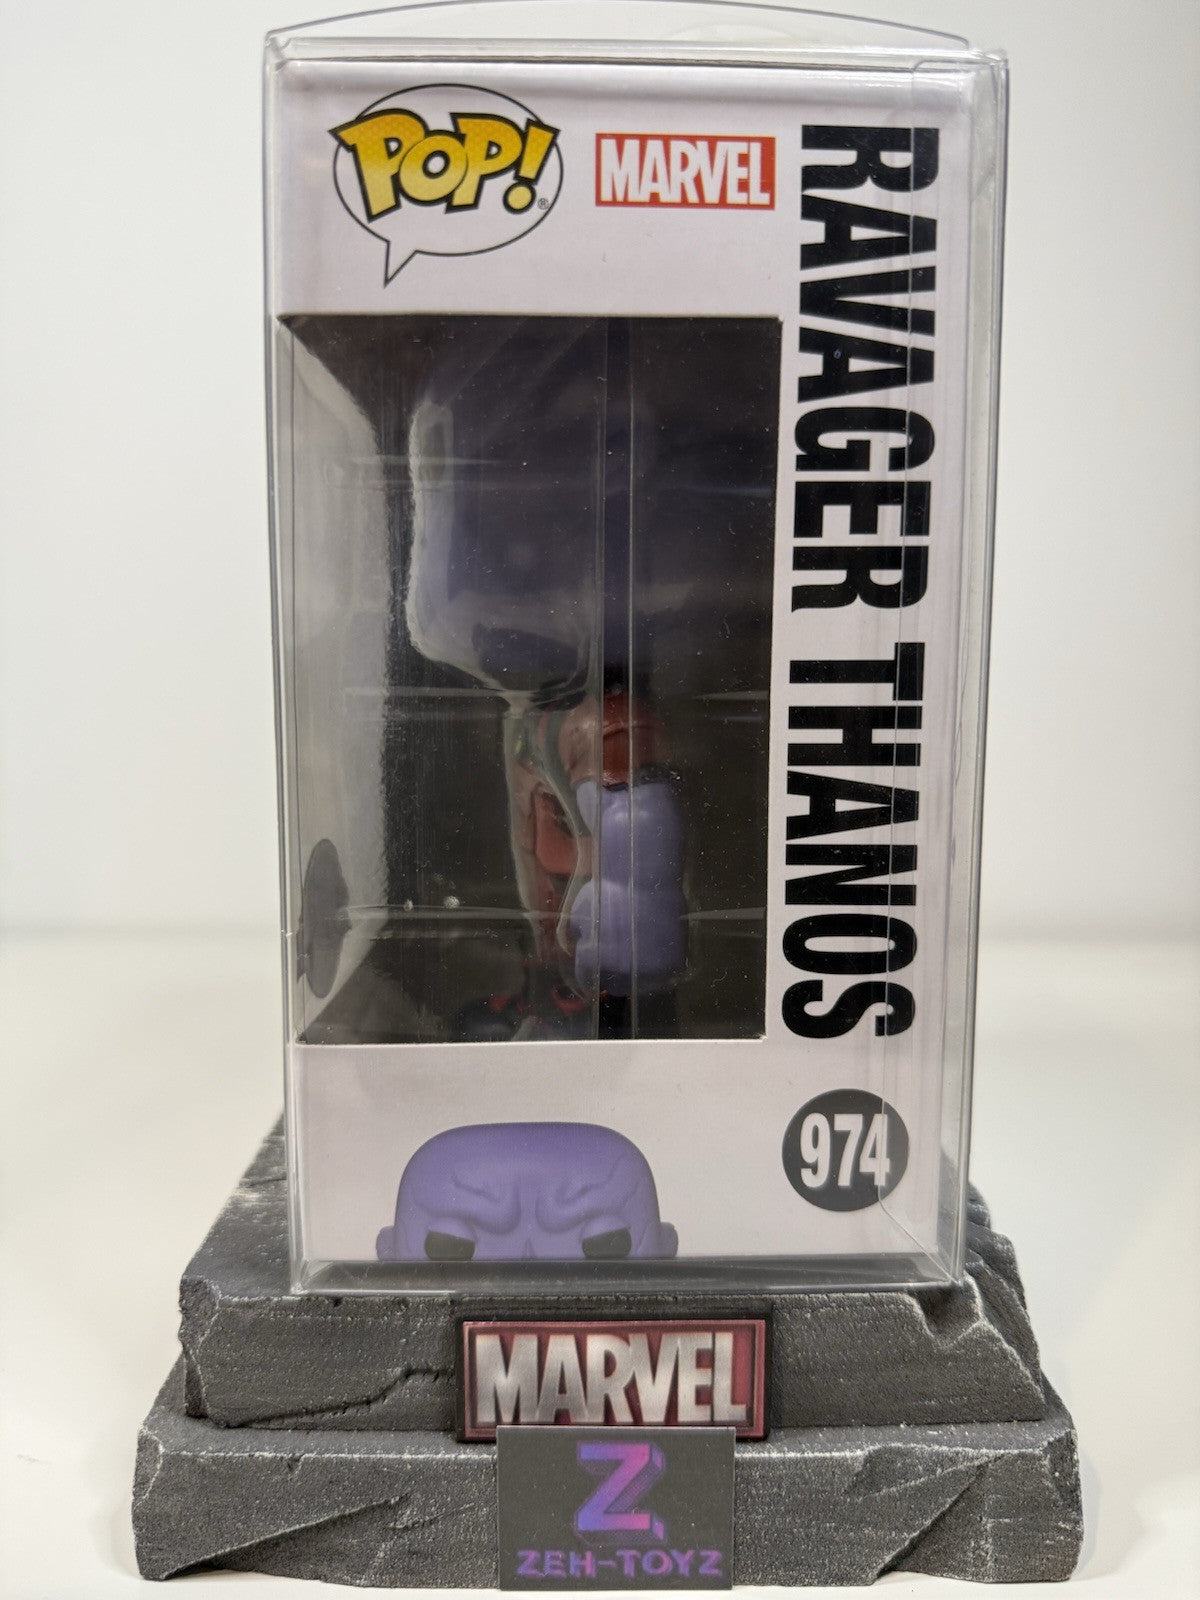 POP!®
MARVEL
RAVAGER THANOS
974
MARVEL
Z
ZEH-TOYZ